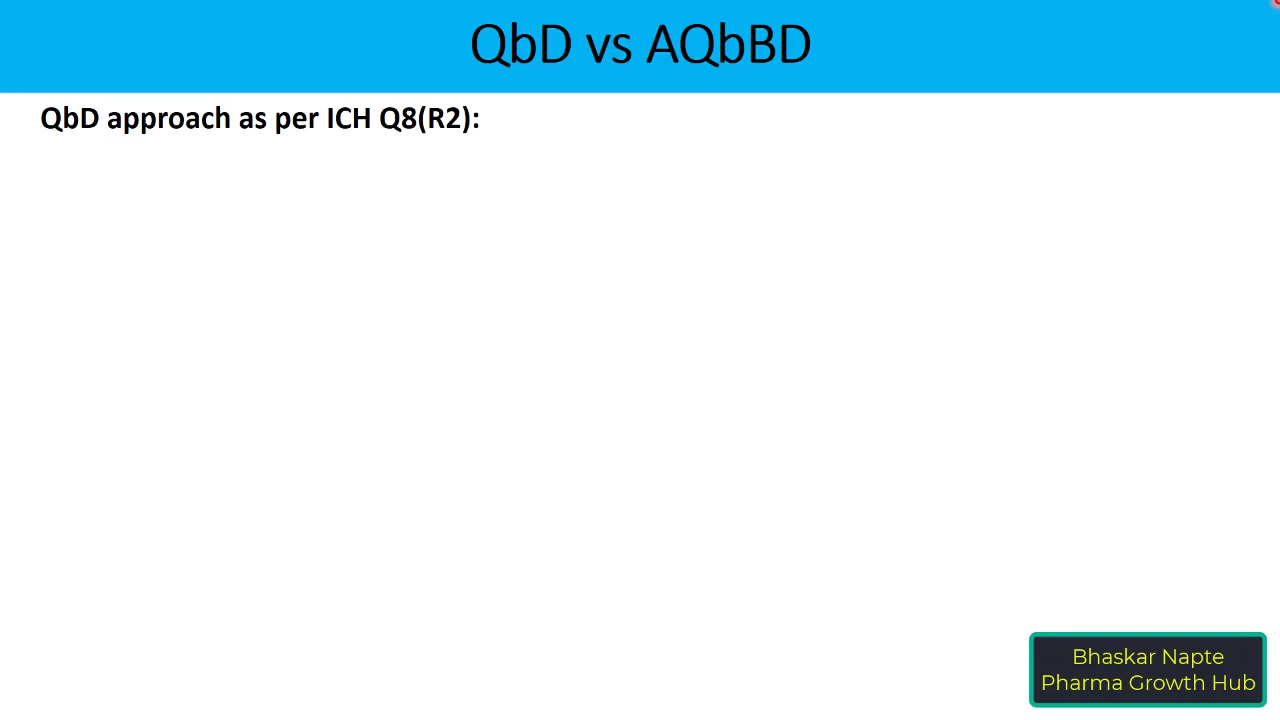 QbD vs AQbBD
QbD approach as per ICH Q8(R2):
Bhaskar Napte
Pharma Growth Hub